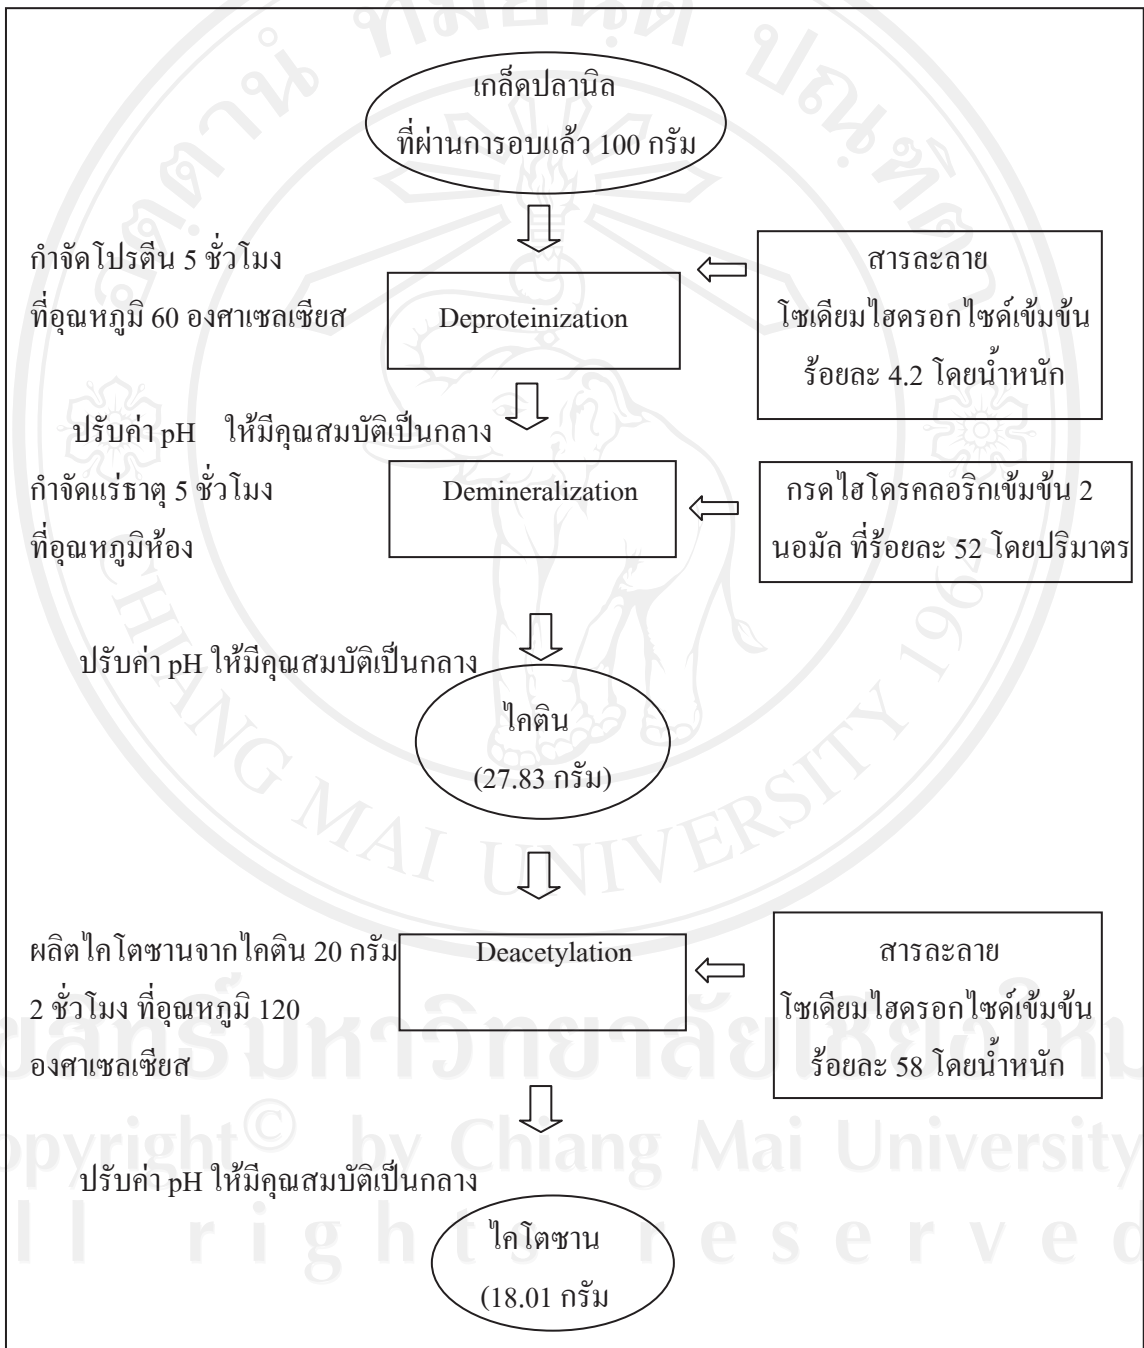 เกล็ดปลานิล
ที่ผ่านการอบแล้ว 100 กรัม
กำจัดโปรตีน 5 ชั่วโมง
ที่อุณหภูมิ 60 องศาเซลเซียส
Deproteinization
สารละลาย
โซเดียมไฮดรอกไซด์เข้มข้น
ร้อยละ 4.2 โดยน้ำหนัก
ปรับค่า pH ให้มีคุณสมบัติเป็นกลาง
กำจัดแร่ธาตุ 5 ชั่วโมง
ที่อุณหภูมิห้อง
Demineralization
กรดไฮโดรคลอริกเข้มข้น 2
นอมัล ที่ร้อยละ 52 โดยปริมาตร
ปรับค่า pH ให้มีคุณสมบัติเป็นกลาง
ไคติน
(27.83 กรัม)
ผลิตไคโตซานจากไคติน 20 กรัม
2 ชั่วโมง ที่อุณหภูมิ 120
องศาเซลเซียส
Deacetylation
สารละลาย
โซเดียมไฮดรอกไซด์เข้มข้น
ร้อยละ 58 โดยน้ำหนัก
ปรับค่า pH ให้มีคุณสมบัติเป็นกลาง
ไคโตซาน
(18.01 กรัม
CHIANG MAI UNIVERSITY 1964
opyright© by Chiang Mai University
ll rights reserved